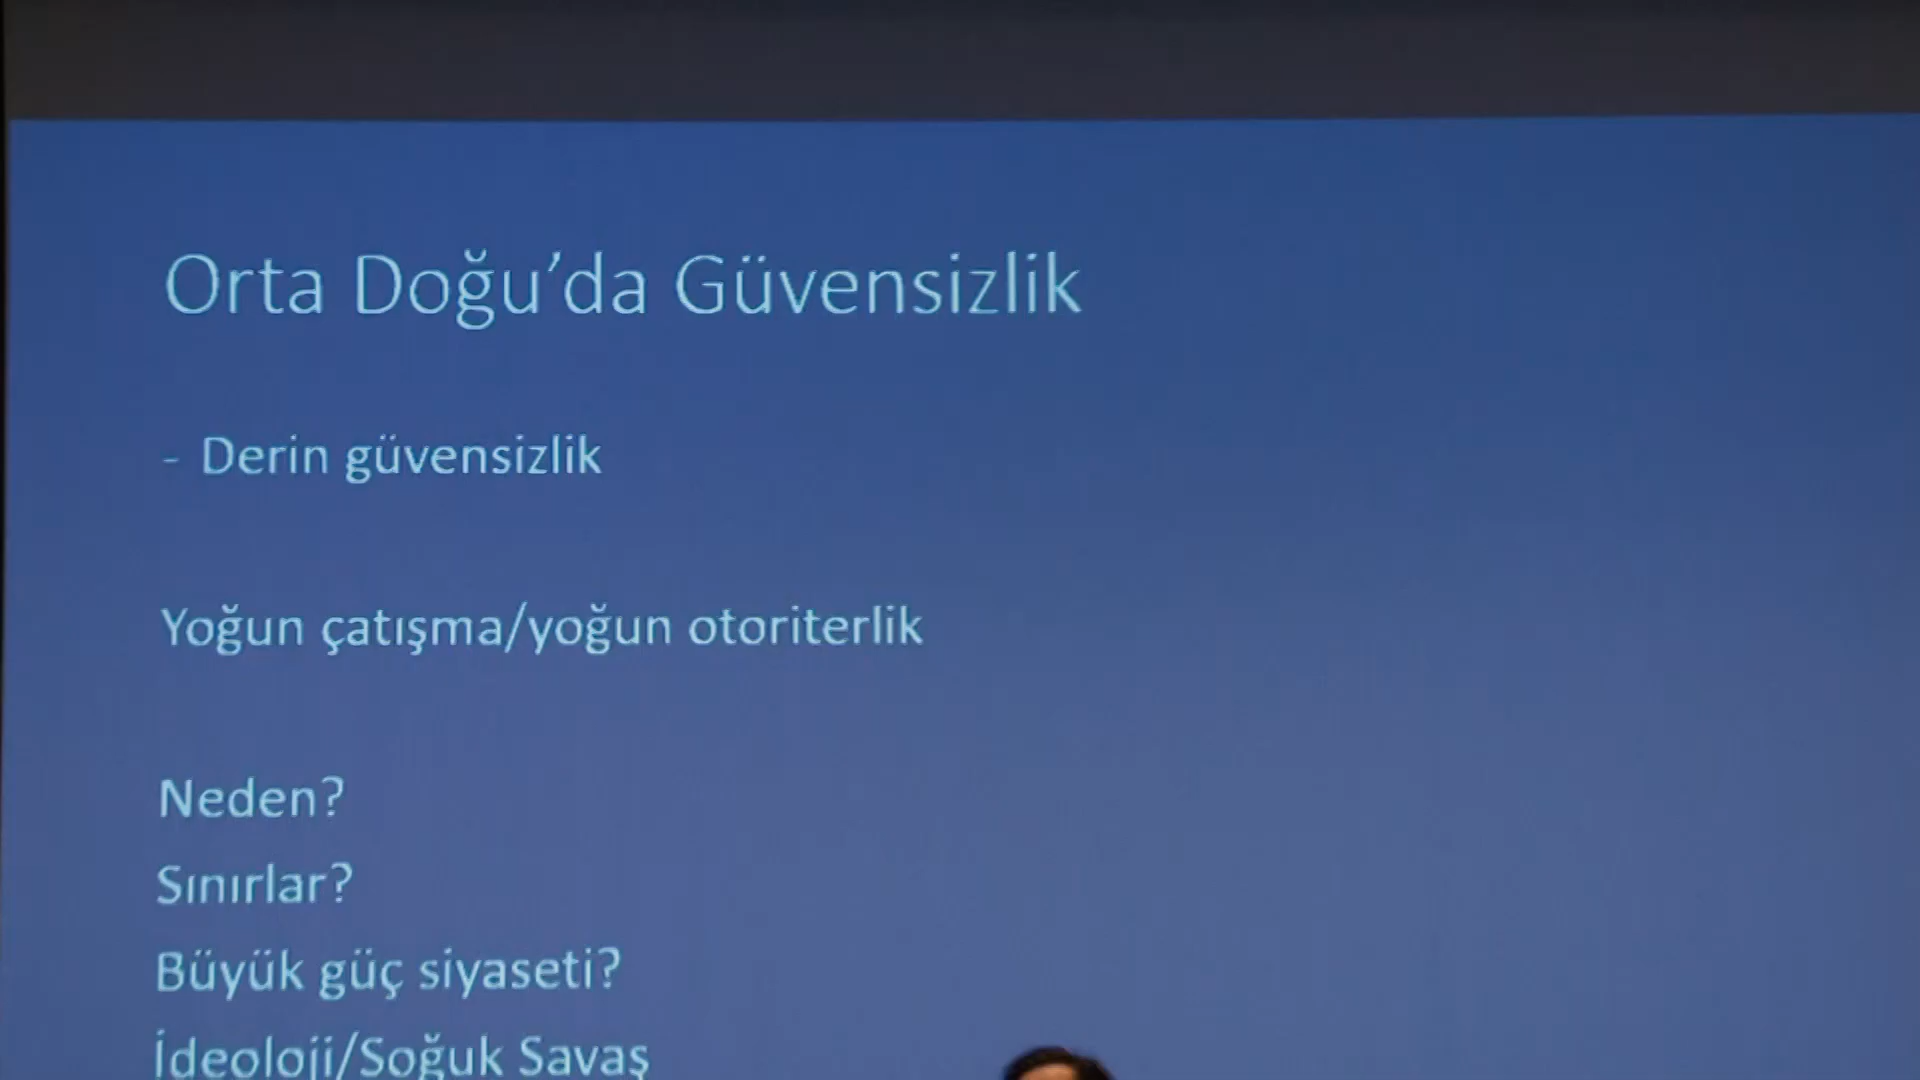 Orta Doğu’da Güvensizlik
- Derin güvensizlik
Yoğun çatışma/yoğun otoriterlik
Neden?
Sınırlar?
Büyük güç siyaseti?
İdeoloji/Soğuk Savaş